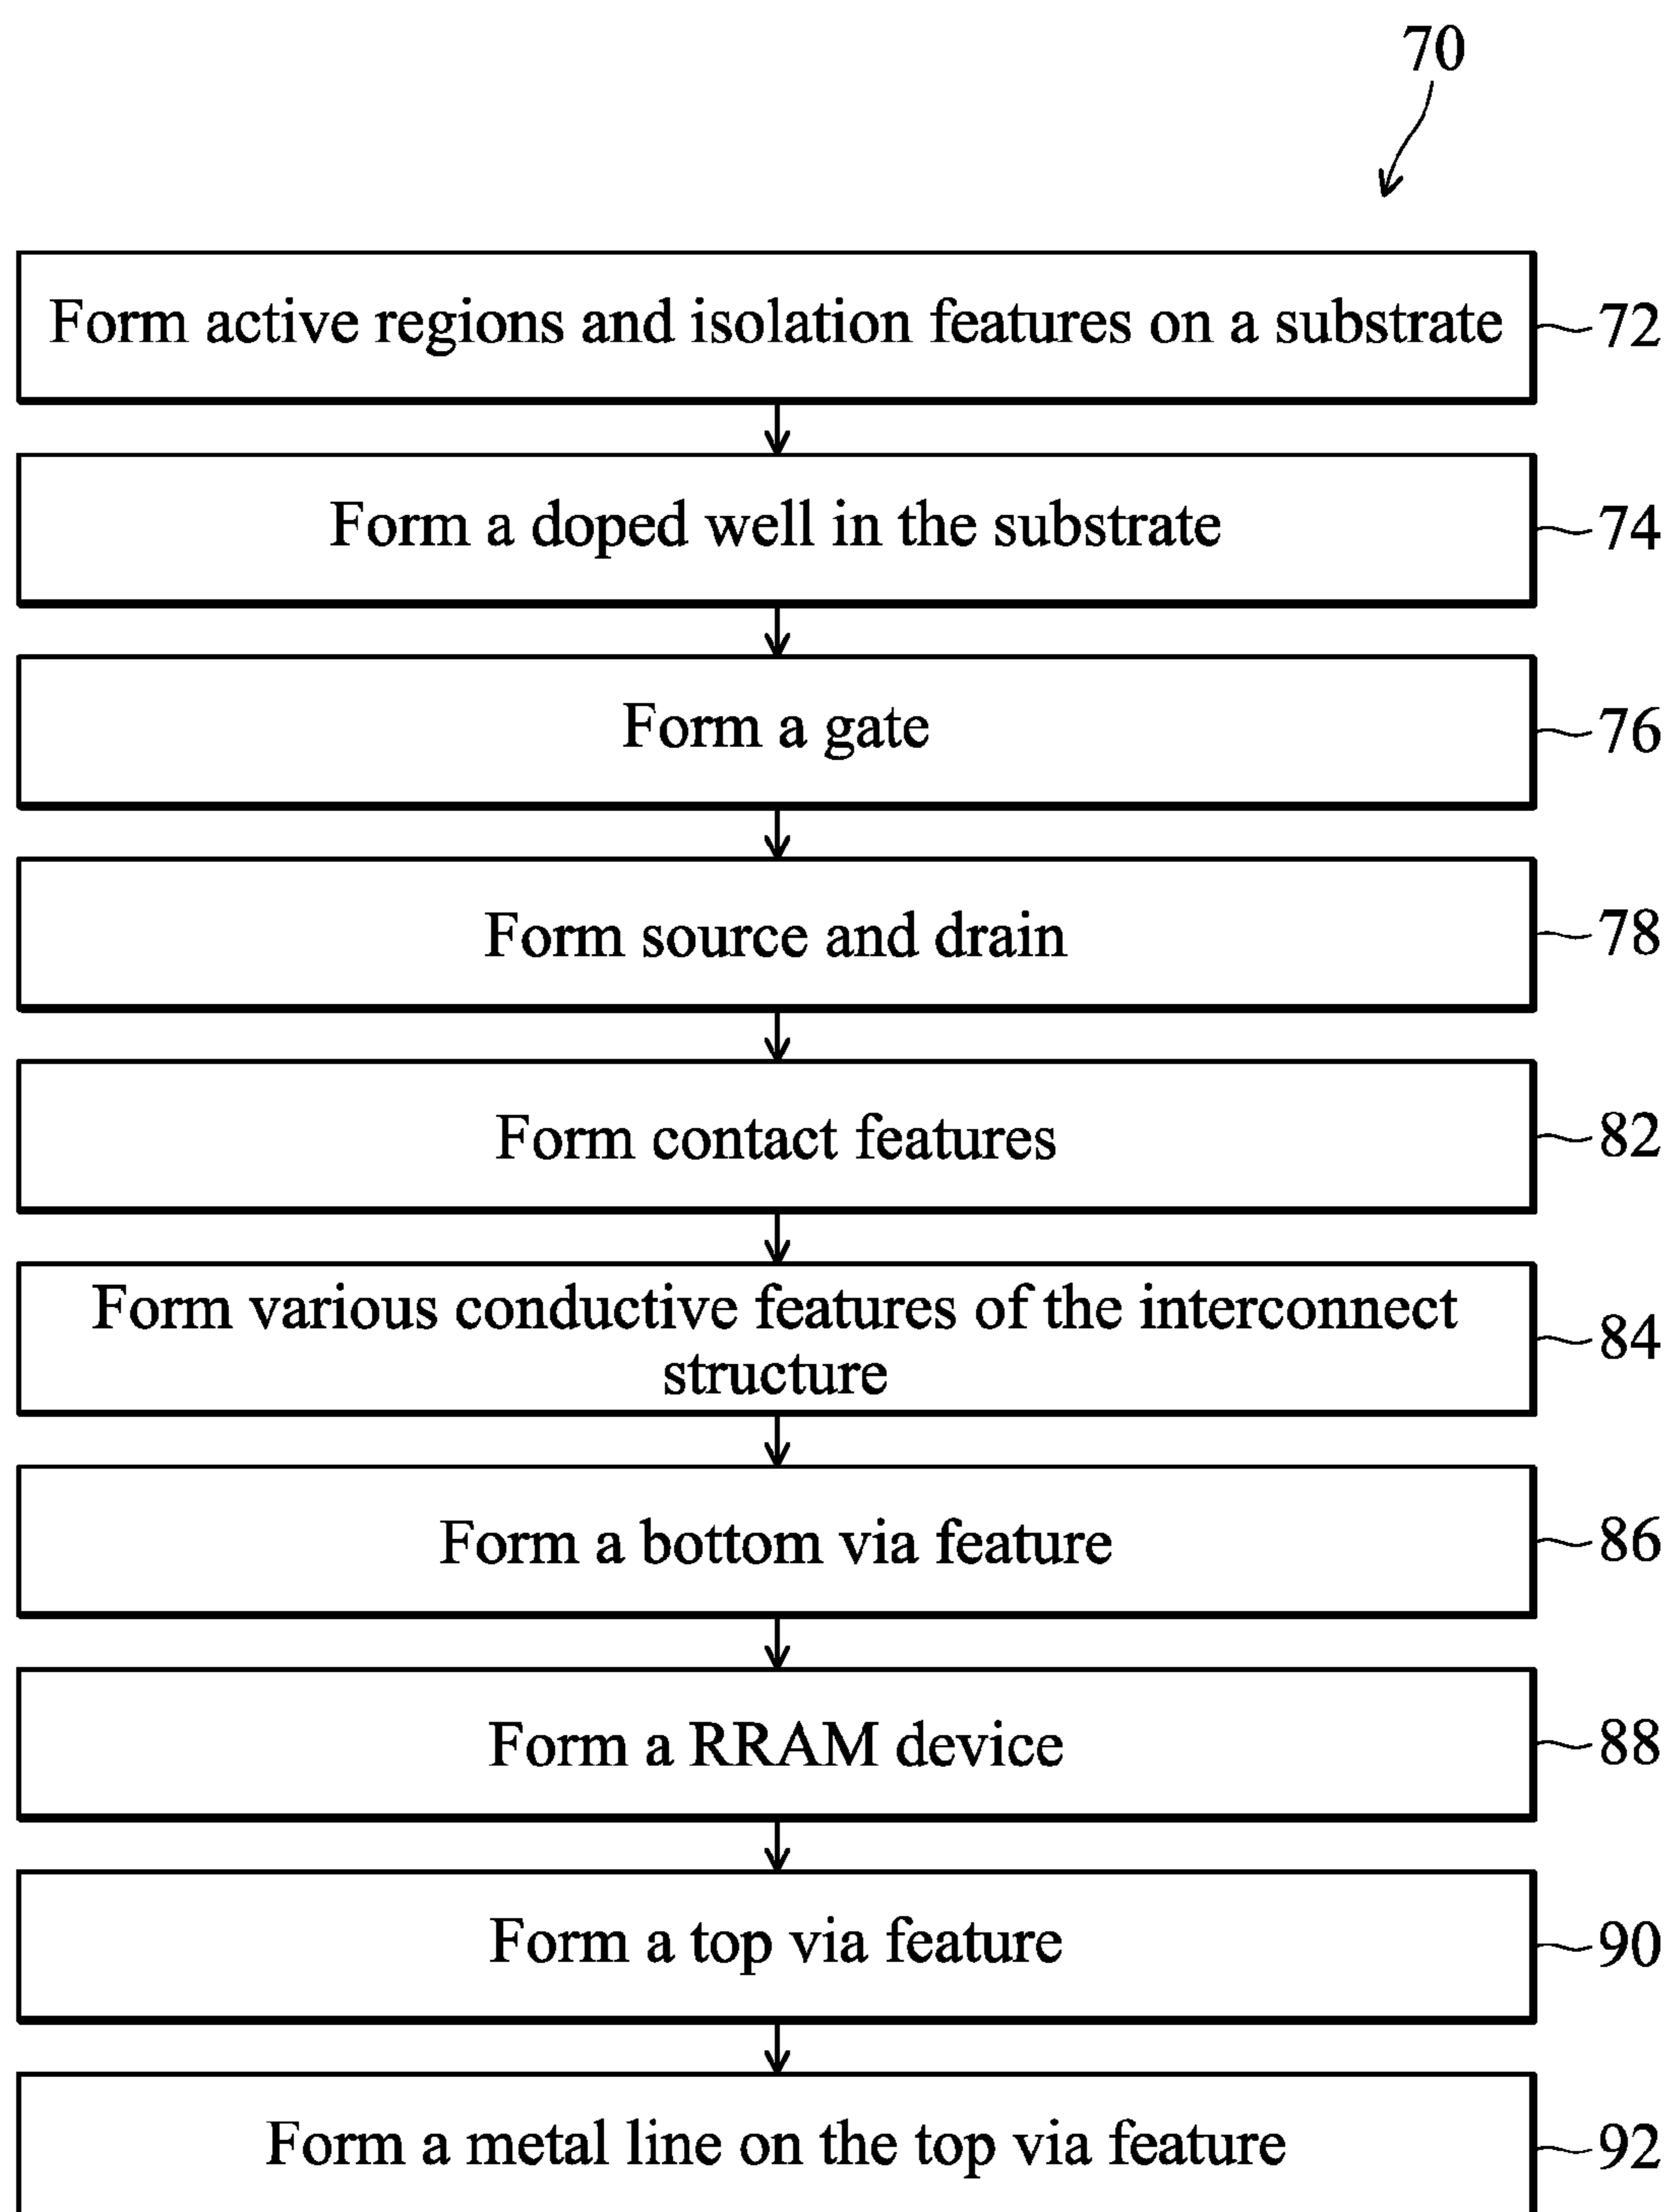 70
Form active regions and isolation features on a substrate
72
Form a doped well in the substrate
74
Form a gate
76
Form source and drain
78
Form contact features
82
Form various conductive features of the interconnect
structure
84
Form a bottom via feature
86
Form a RRAM device
88
Form a top via feature
90
Form a metal line on the top via feature
92